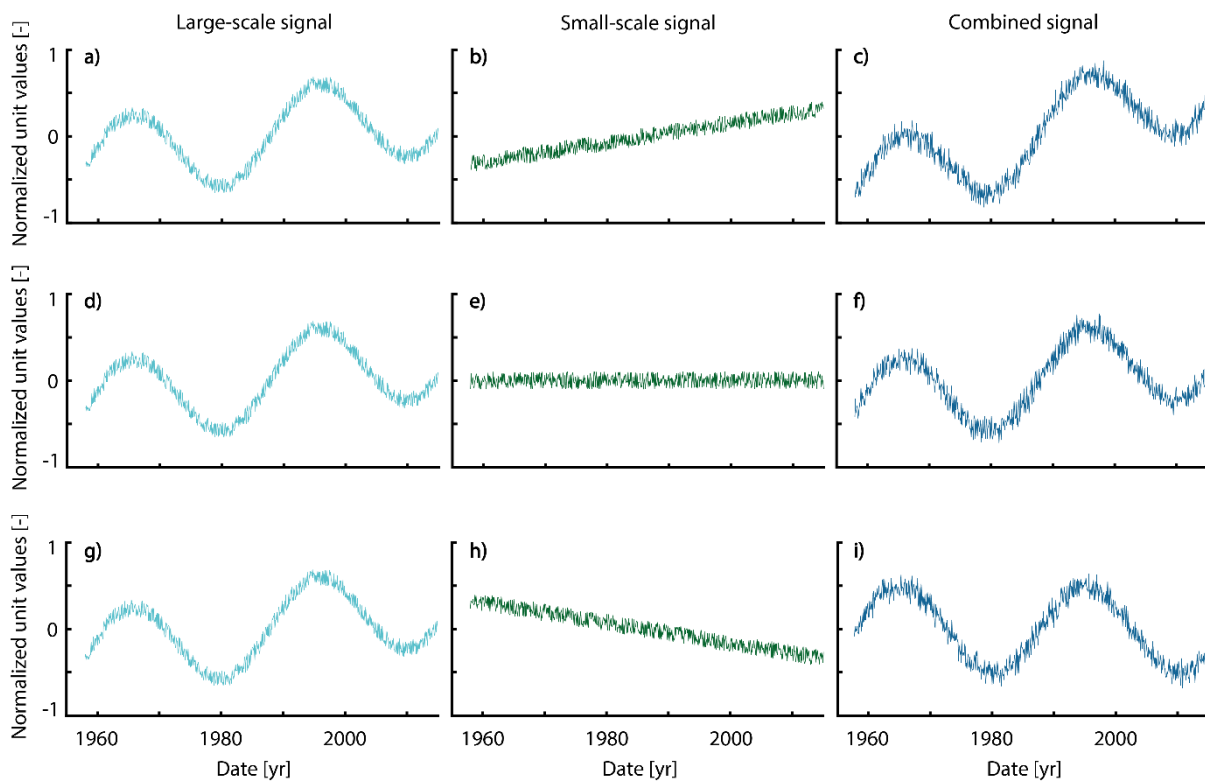 Large-scale signal Small-scale signal Combined signal
Normalized unit values [-]
1
0
-1
a) b) c)
Normalized unit values [-]
1
0
-1
d) e) f)
Normalized unit values [-]
1
0
-1
g) h) i)
1960 1980 2000 1960 1980 2000 1960 1980 2000
Date [yr] Date [yr] Date [yr]